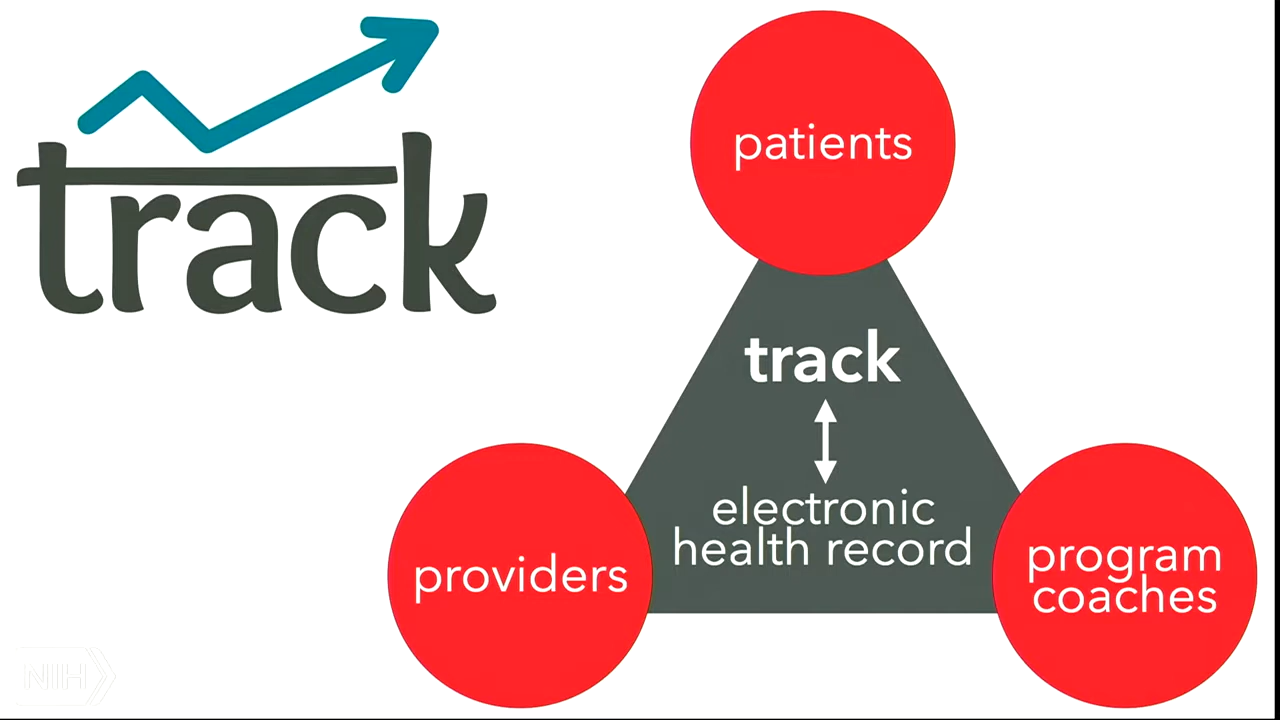 track
patients
track
electronic
health record
providers
program
coaches
NIH